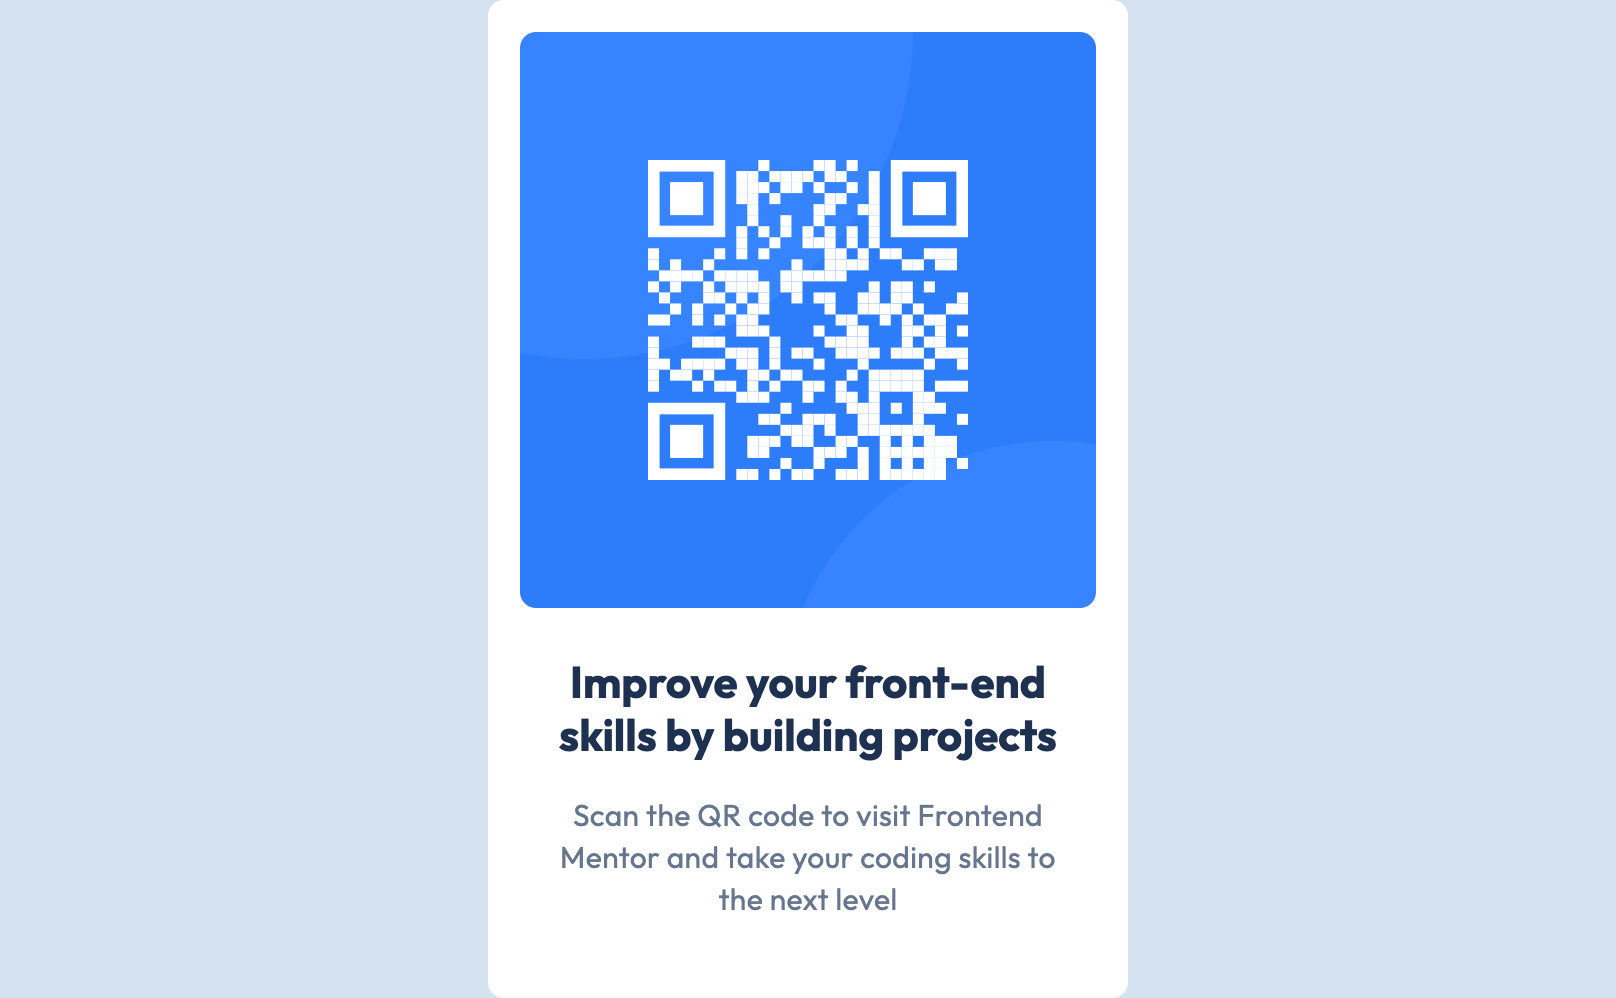 Improve your front-end
skills by building projects
Scan the QR code to visit Frontend
Mentor and take your coding skills to
the next level